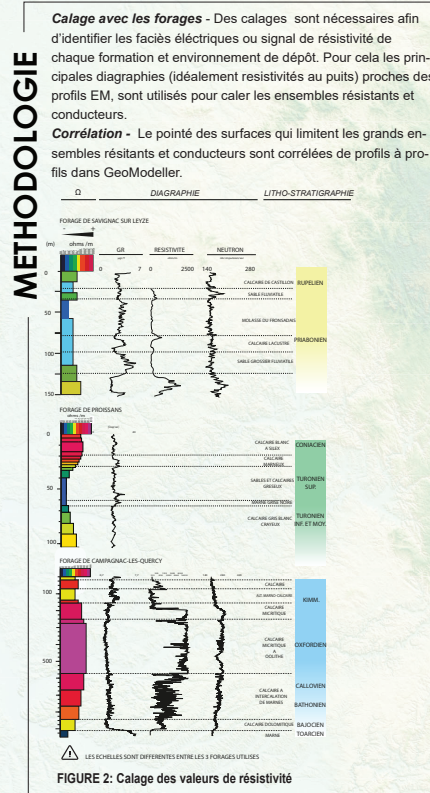 METHODOLOGIE
Calage avec les forages - Des calages sont nécessaires afin
d'identifier les faciès électriques ou signal de résistivité de
chaque formation et environnement de dépôt. Pour cela les prin-
cipales diagraphies (idéalement resistivités au puits) proches des
profils EM, sont utilisés pour caler les ensembles résistants et
conducteurs.
Corrélation - Le pointé des surfaces qui limitent les grands en-
sembles résitants et conducteurs sont corrélées de profils à pro-
fils dans GeoModeller.
Ω DIAGRAPHIE LITHO-STRATIGRAPHIE
FORAGE DE SAVIGNAC SUR LEYZE
- +
(m) ohms /m GR RESISTIVITE NEUTRON
0 0 7 0 2500 140 280
CALCAIRE DE CASTILLON RUPELIEN
SABLE FLUVIATILE
50
MOLASSE DU FRONSADAIS
PRIABONIEN
CALCAIRE LACUSTRE
100
SABLE GROSSIER FLUVIATILE
150
FORAGE DE PROISSANS
ohms /m
0
CALCAIRE BLANC CONIACIEN
A SILEX
CALCAIRE
MARNEUX
SABLES ET CALCAIRES TURONIEN
GRESEUX SUP.
50
MARNE GRISE NOIRE
CALCAIRE GRIS BLANC TURONIEN
CRAYEUX INF. ET MOY.
100
FORAGE DE CAMPAGNAC-LES-QUERCY
CALCAIRE
100
ALT. MARNO-CALCAIRE KIMM.
CALCAIRE
MICRITIQUE
CALCAIRE OXFORDIEN
MICRITIQUE
A
OOLITHE
500
CALLOVIEN
CALCAIRE A
INTERCALATION
DE MARNES BATHONIEN
CALCAIRE DOLOMITIQUE BAJOCIEN
MARNE TOARCIEN
LES ECHELLES SONT DIFFERENTES ENTRE LES 3 FORAGES UTILISES
FIGURE 2: Calage des valeurs de résistivité